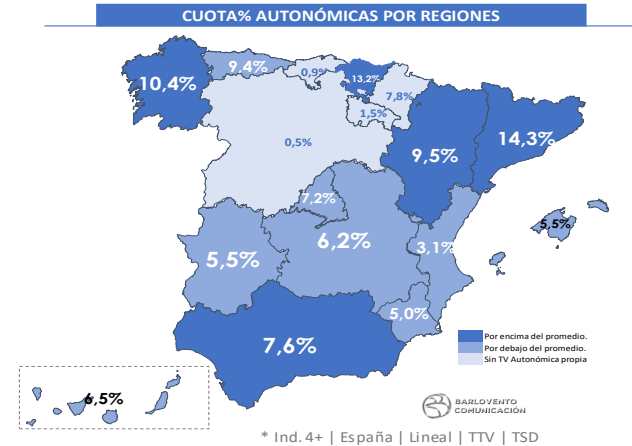 CUOTA% AUTONÓMICAS POR REGIONES
9,4%
0,9%
13,2%
10,4%
7,8%
1,5%
14,3%
0,5%
9,5%
7,2%
6,2%
5,5%
3,1%
5,5%
5,0%
7,6%
Por encima del promedio.
Por debajo del promedio.
Sin TV Autonómica propia
6,5%
BARLOVENTO
COMUNICACIÓN
* Ind. 4+ | España | Lineal | TTV | TSD